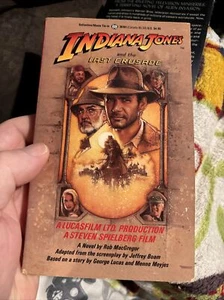 INDIANA JONES
and the
LAST CRUSADE
A LUCASFILM LTD. PRODUCTION
A STEVEN SPIELBERG FILM
A Novel by Rob MacGregor
Adapted from the screenplay by Jeffrey Boam
Based on a story by George Lucas and Menno Meyjes